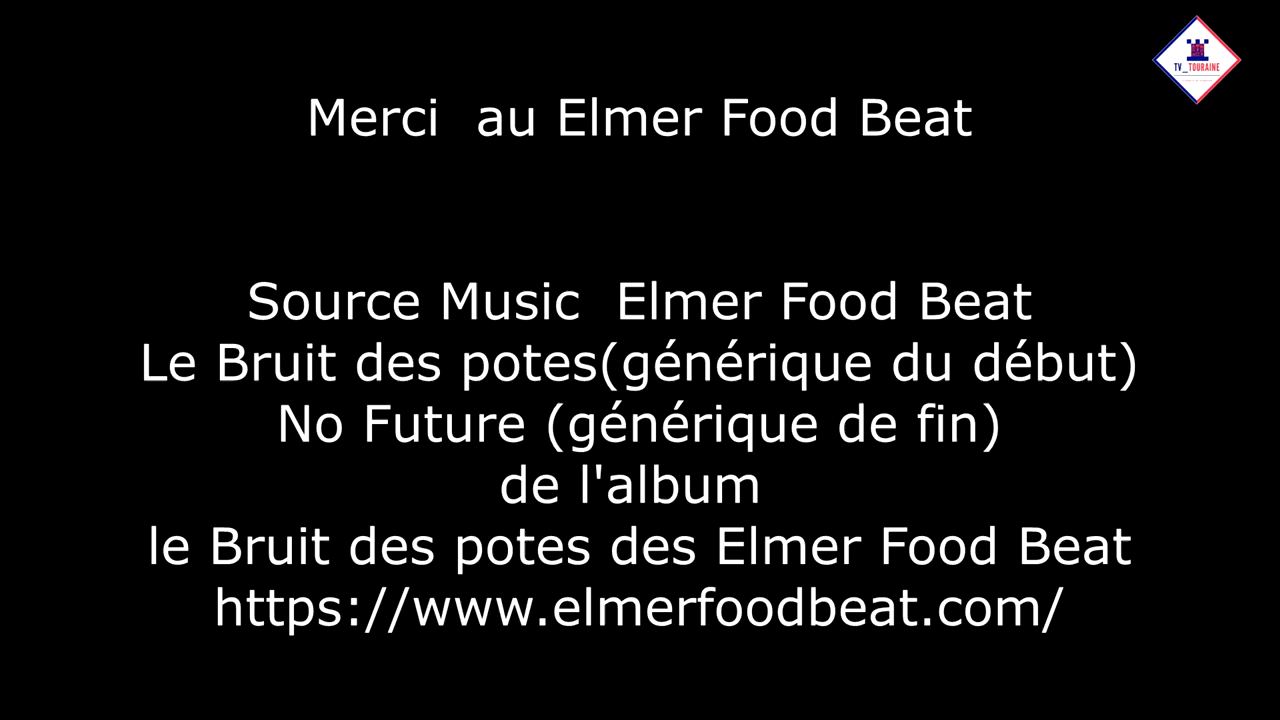 TV_TOURAINE
Merci  au Elmer Food Beat
Source Music  Elmer Food Beat
Le Bruit des potes(générique du début)
No Future (générique de fin)
de l'album
le Bruit des potes des Elmer Food Beat
https://www.elmerfoodbeat.com/